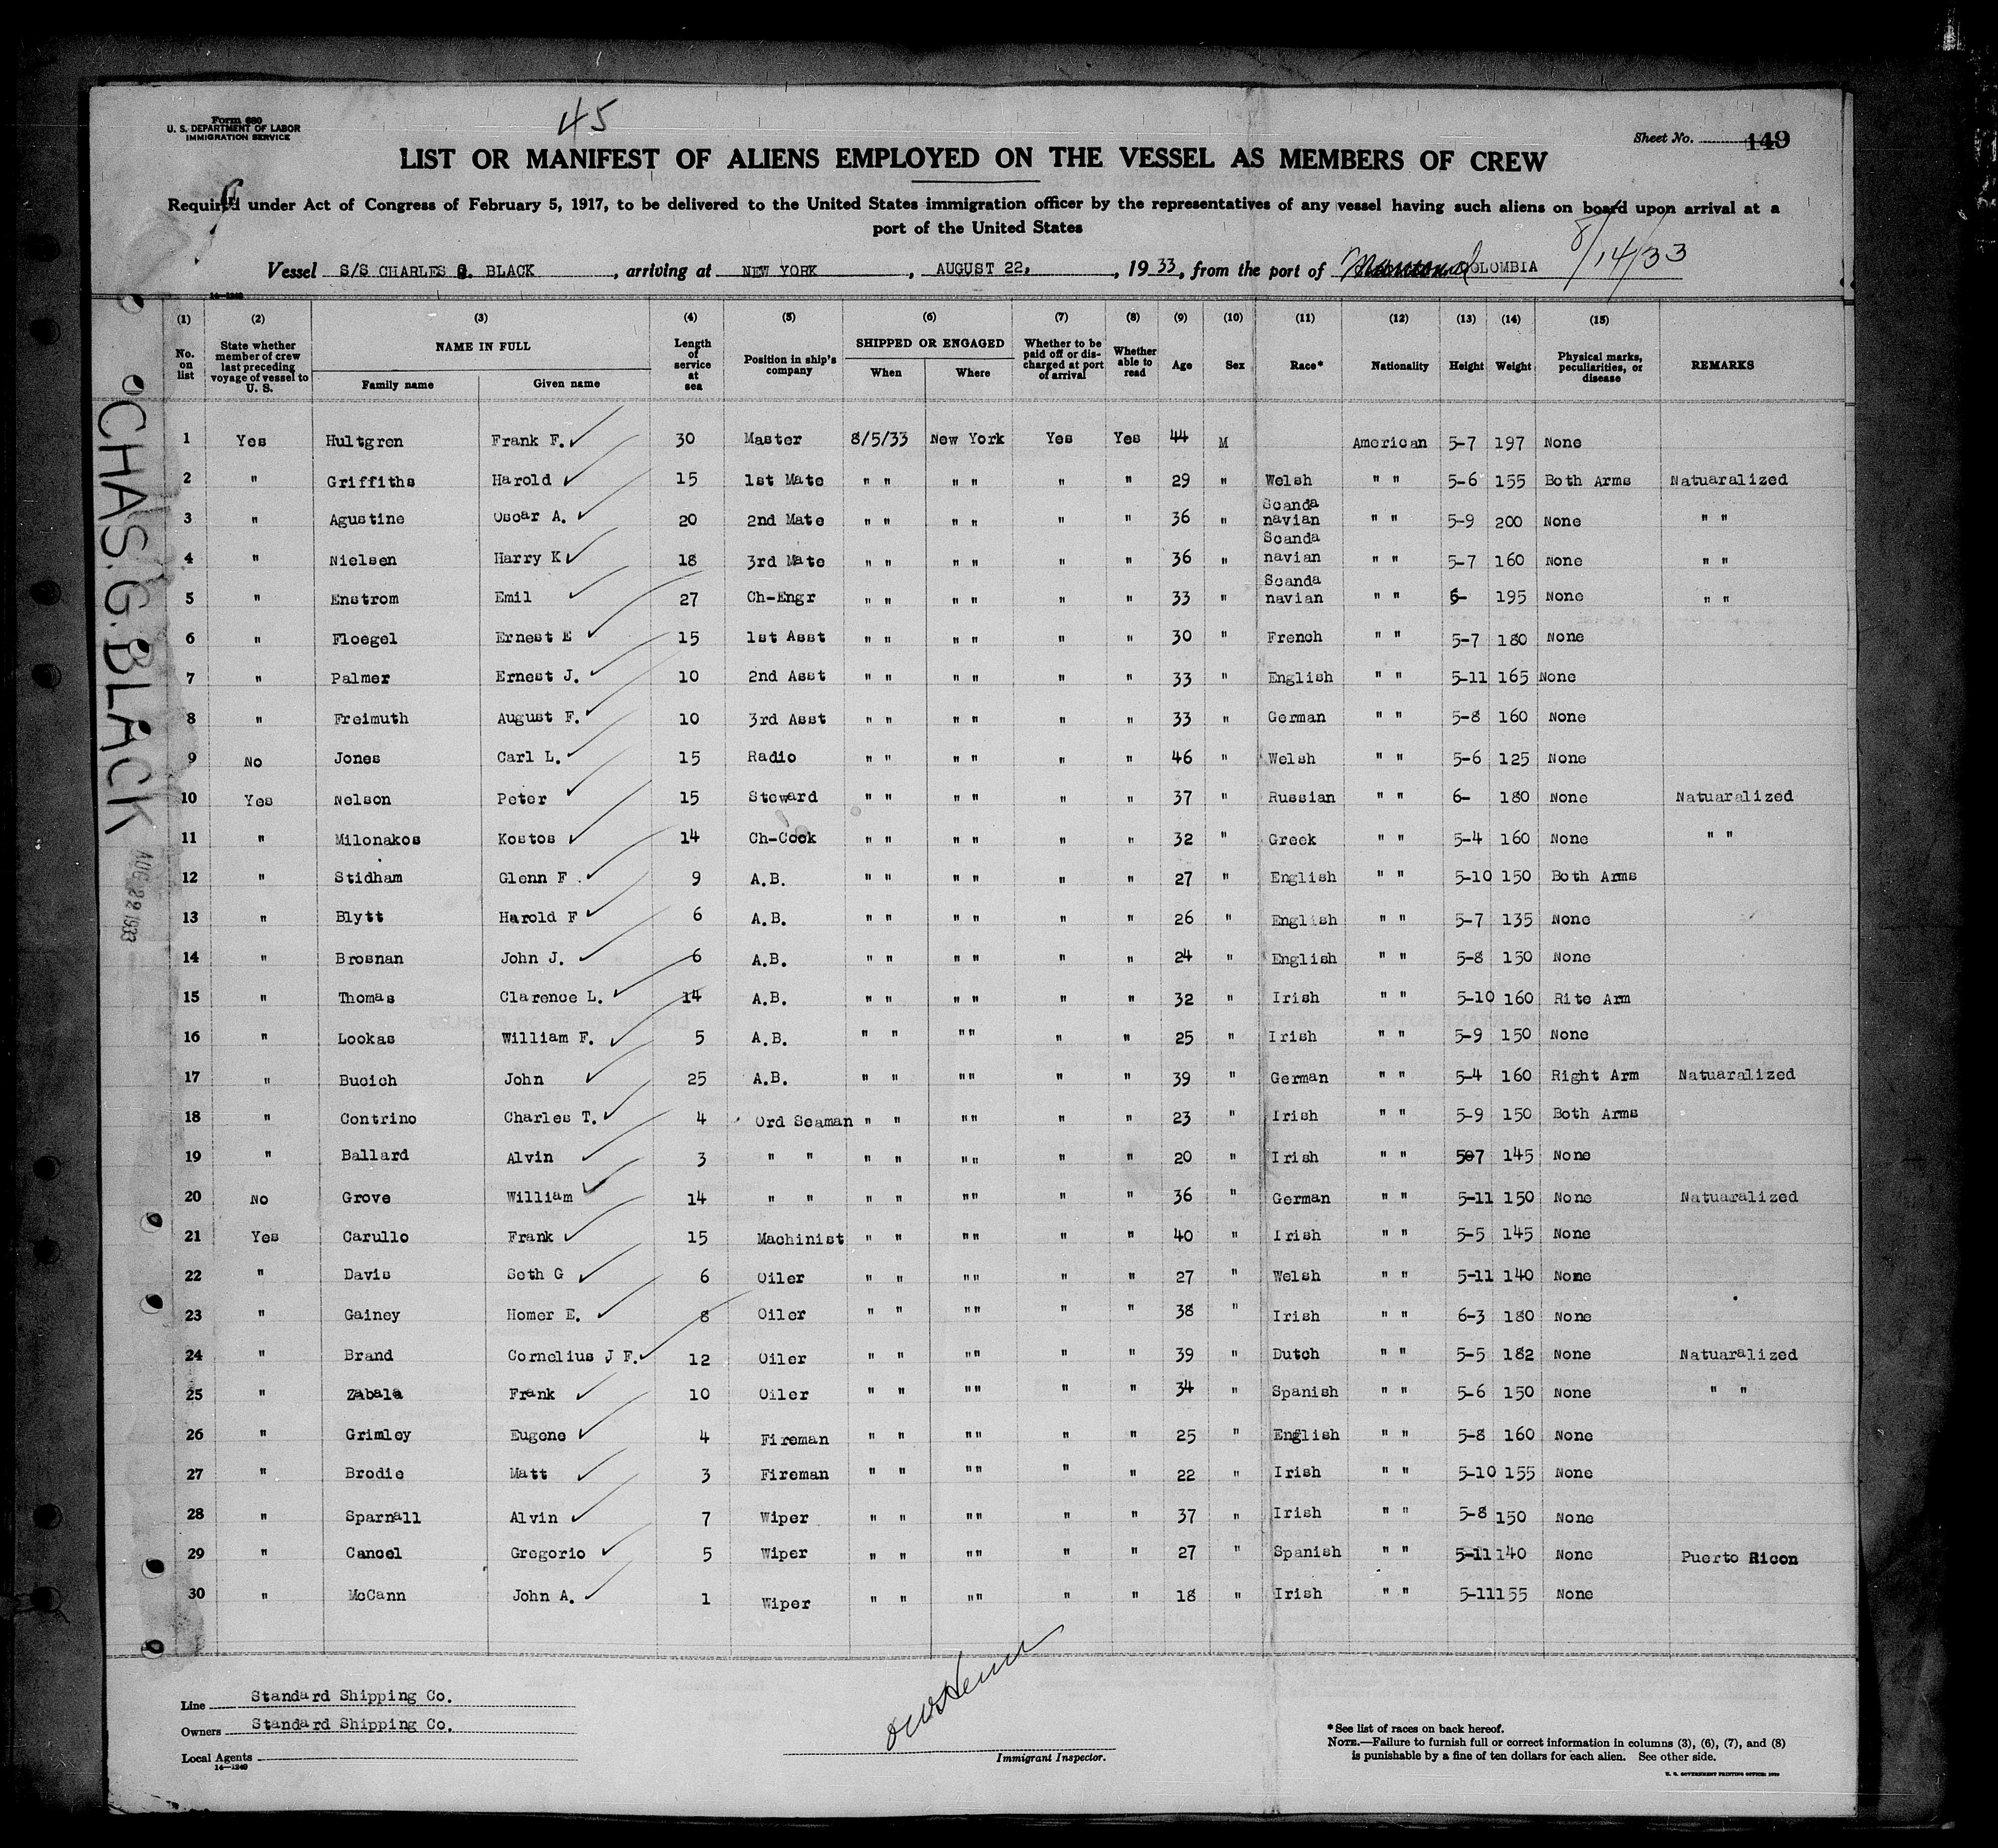 45
Form 680
U. S. DEPARTMENT OF LABOR
IMMIGRATION SERVICE
Sheet No. 149
LIST OR MANIFEST OF ALIENS EMPLOYED ON THE VESSEL AS MEMBERS OF CREW
Required under Act of Congress of February 5, 1917, to be delivered to the United States immigration officer by the representatives of any vessel having such aliens on board upon arrival at a
port of the United States
8/14/33
Vessel S/S CHARLES G. BLACK, arriving at NEW YORK, AUGUST 22, 1933, from the port of COLOMBIA
14—1240
(1) (2) (3) (4) (5) (6) (7) (8) (9) (10) (11) (12) (13) (14) (15)
No. on list State whether member of crew last preceding voyage of vessel to U. S. NAME IN FULL Length of service at sea Position in ship's company SHIPPED OR ENGAGED Whether to be paid off or discharged at port of arrival Whether able to read Age Sex Race* Nationality Height Weight Physical marks, peculiarities, or disease REMARKS
Family name Given name When Where
1 Yes Hultgren Frank F. 30 Master 8/5/33 New York Yes Yes 44 M American 5-7 197 None
2 " Griffiths Harold 15 1st Mate " " " " " " 29 " Welsh " " 5-6 155 Both Arms Natuaralized
3 " Agustine Oscar A. 20 2nd Mate " " " " " " 36 " Scanda navian " " 5-9 200 None " "
4 " Nielsen Harry K 18 3rd Mate " " " " " " 36 " Scanda navian " " 5-7 160 None " "
5 " Enstrom Emil 27 Ch-Engr " " " " " " 33 " Scanda navian " " 6- 195 None " "
6 " Floegel Ernest E 15 1st Asst " " " " " " 30 " French " " 5-7 180 None
7 " Palmer Ernest J. 10 2nd Asst " " " " " " 33 " English " " 5-11 165 None
8 " Freimuth August F. 10 3rd Asst " " " " " " 33 " German " " 5-8 160 None
9 No Jones Carl L. 15 Radio " " " " " " 46 " Welsh " " 5-6 125 None
10 Yes Nelson Peter 15 Steward " " " " " " 37 " Russian " " 6- 180 None Natuaralized
11 " Milonakos Kostos 14 Ch-Cook " " " " " " 32 " Greek " " 5-4 160 None " "
12 " Stidham Glenn F. 9 A.B. " " " " " " 27 " English " " 5-10 150 Both Arms
13 " Blytt Harold F 6 A.B. " " " " " " 26 " English " " 5-7 135 None
14 " Brosnan John J. 6 A.B. " " " " " " 24 " English " " 5-8 150 None
15 " Thomas Clarence L. 14 A.B. " " " " " " 32 " Irish " " 5-10 160 Rite Arm
16 " Lookas William F. 5 A.B. " " "" " " 25 " Irish " " 5-9 150 None
17 " Bucich John 25 A.B. " " "" " " 39 " German " " 5-4 160 Right Arm Natuaralized
18 " Contrino Charles T. 4 Ord Seaman " " "" " " 23 " Irish " " 5-9 150 Both Arms
19 " Ballard Alvin 3 " " " " "" " " 20 " Irish " " 507 145 None
20 No Grove William 14 " " " " "" " " 36 " German " " 5-11 150 None Natuaralized
21 Yes Carullo Frank 15 Machinist " " "" " " 40 " Irish " " 5-5 145 None
22 " Davis Seth G 6 Oiler " " "" " " 27 " Welsh " " 5-11 140 None
23 " Gainey Homer E. 8 Oiler " " "" " " 38 " Irish " " 6-3 180 None
24 " Brand Cornelius J F. 12 Oiler " " "" " " 39 " Dutch " " 5-5 182 None Natuaralized
25 " Zabala Frank 10 Oiler " " "" " " 34 " Spanish " " 5-6 150 None " "
26 " Grimley Eugene 4 Fireman " " "" " " 25 " English " " 5-8 160 None
27 " Brodie Matt 3 Fireman " " "" " " 22 " Irish " " 5-10 155 None
28 " Sparnall Alvin 7 Wiper " " "" " " 37 " Irish " " 5-8 150 None
29 " Cancel Gregorio 5 Wiper " " "" " " 27 " Spanish " " 5-11 140 None Puerto Ricon
30 " McCann John A. 1 Wiper " " "" " " 18 " Irish " " 5-11 155 None
CHAS. G. BLACK
AUG 22 1933
Line Standard Shipping Co.
Owners Standard Shipping Co.
Local Agents
14—1240
Immigrant Inspector.
*See list of races on back hereof.
NOTE.—Failure to furnish full or correct information in columns (3), (6), (7), and (8)
is punishable by a fine of ten dollars for each alien. See other side.